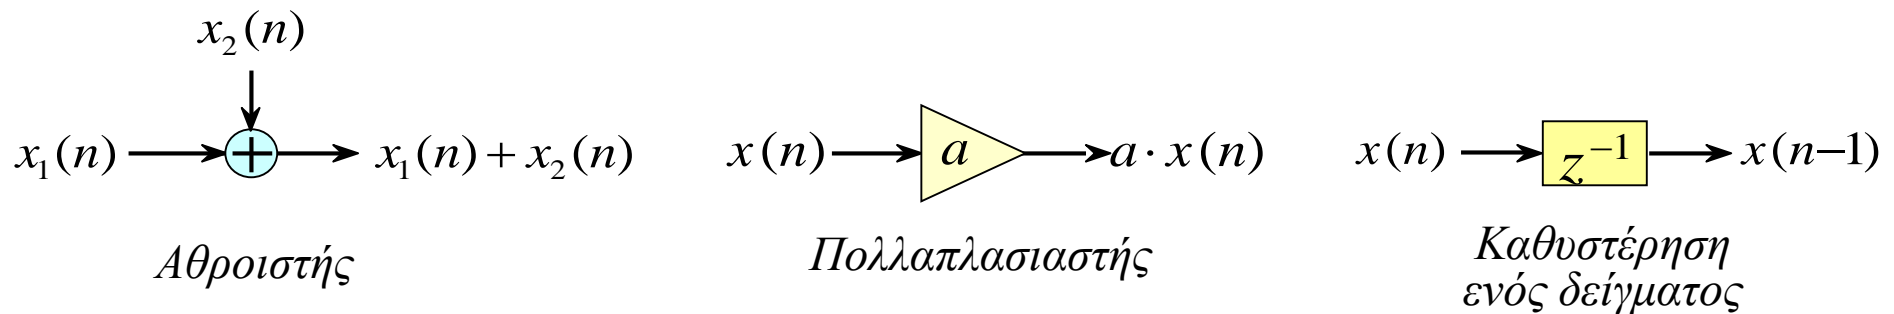 x₂(n)
x₁(n) + x₁(n) + x₂(n)
x(n) a a · x(n)
x(n) z⁻¹ x(n−1)
Αθροιστής
Πολλαπλασιαστής
Καθυστέρηση
ενός δείγματος